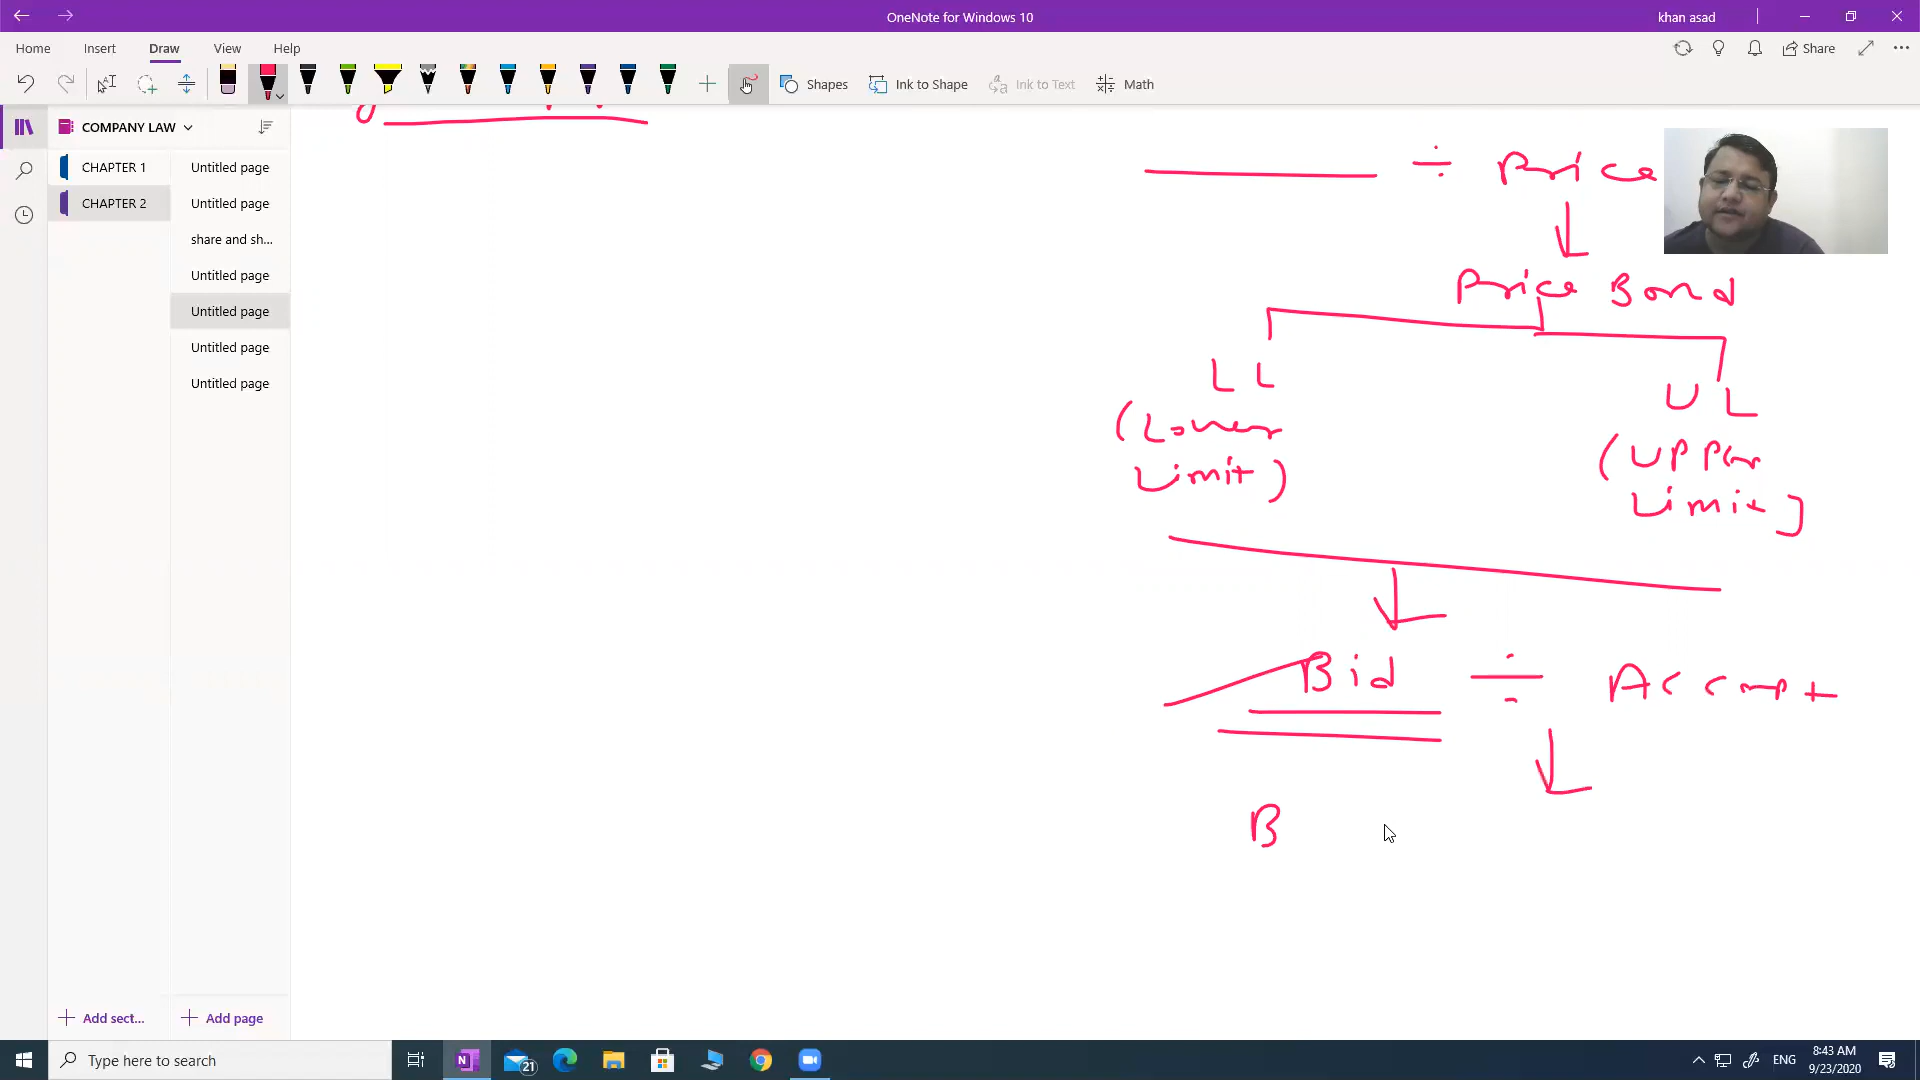 OneNote for Windows 10
khan asad
Home Insert Draw View Help
Share
Shapes Ink to Shape Ink to Text Math
COMPANY LAW
CHAPTER 1
CHAPTER 2
Untitled page
Untitled page
share and sh...
Untitled page
Untitled page
Untitled page
Untitled page
÷ Price
Price Band
LL
(Lower
Limit)
UL
(Upper
Limit]
Bid ÷ Accept
B
Add sect...
Add page
Type here to search
21
ENG
8:43 AM
9/23/2020